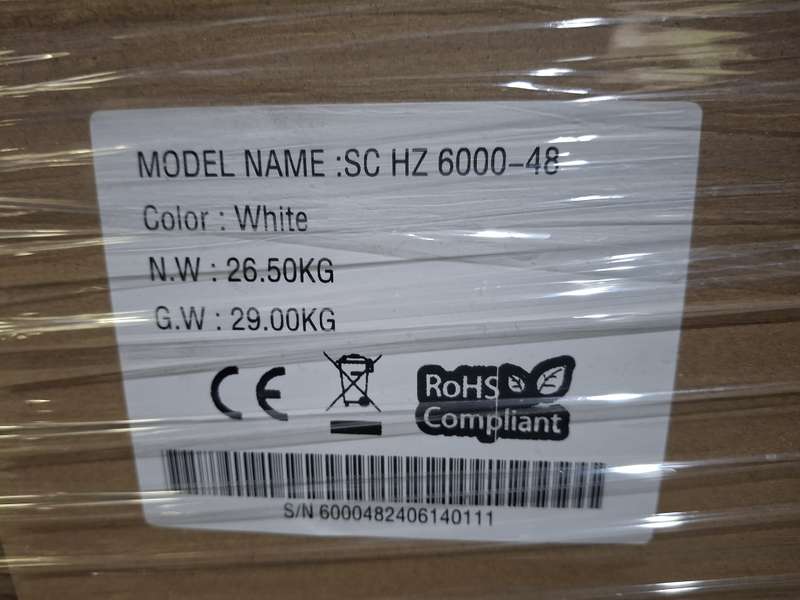 MODEL NAME :SC HZ 6000-48
Color : White
N.W : 26.50KG
G.W : 29.00KG
CE
RoHS
Compliant
S/N 6000482406140111